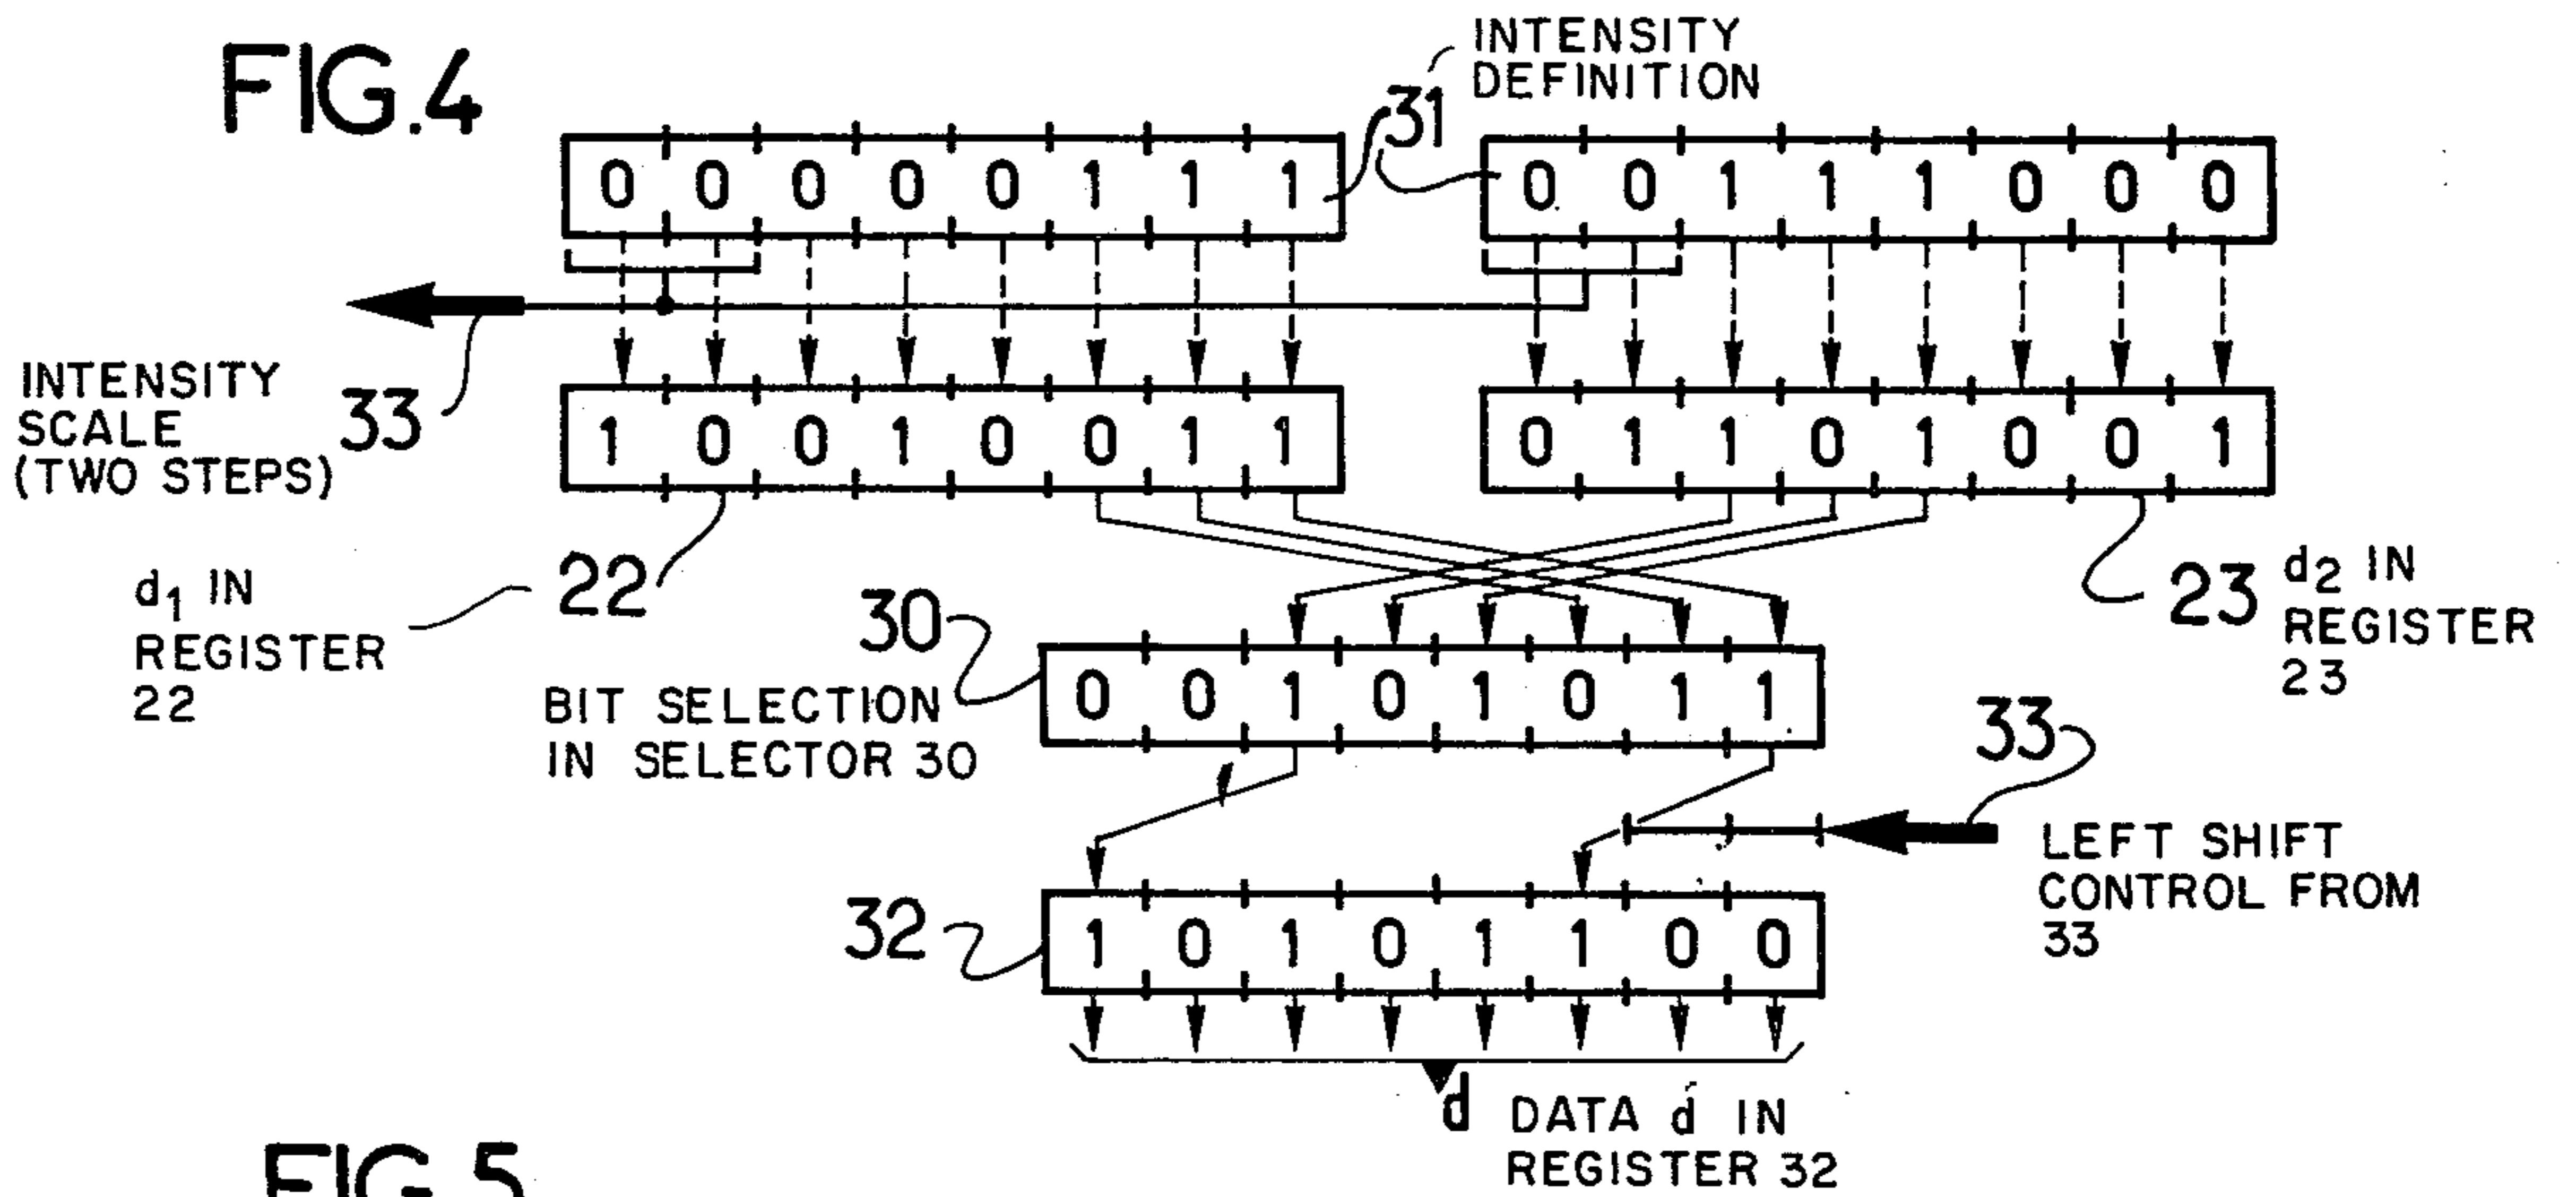 FIG.4
INTENSITY
DEFINITION
31
0 0 0 0 0 1 1 1
0 0 1 1 1 0 0 0
INTENSITY
SCALE
(TWO STEPS)
33
1 0 0 1 0 0 1 1
0 1 1 0 1 0 0 1
d1 IN
REGISTER
22
22
23
d2 IN
REGISTER
23
30
BIT SELECTION
IN SELECTOR 30
0 0 1 0 1 0 1 1
33
LEFT SHIFT
CONTROL FROM
33
32
1 0 1 0 1 1 0 0
d
DATA d IN
REGISTER 32
FIG.5